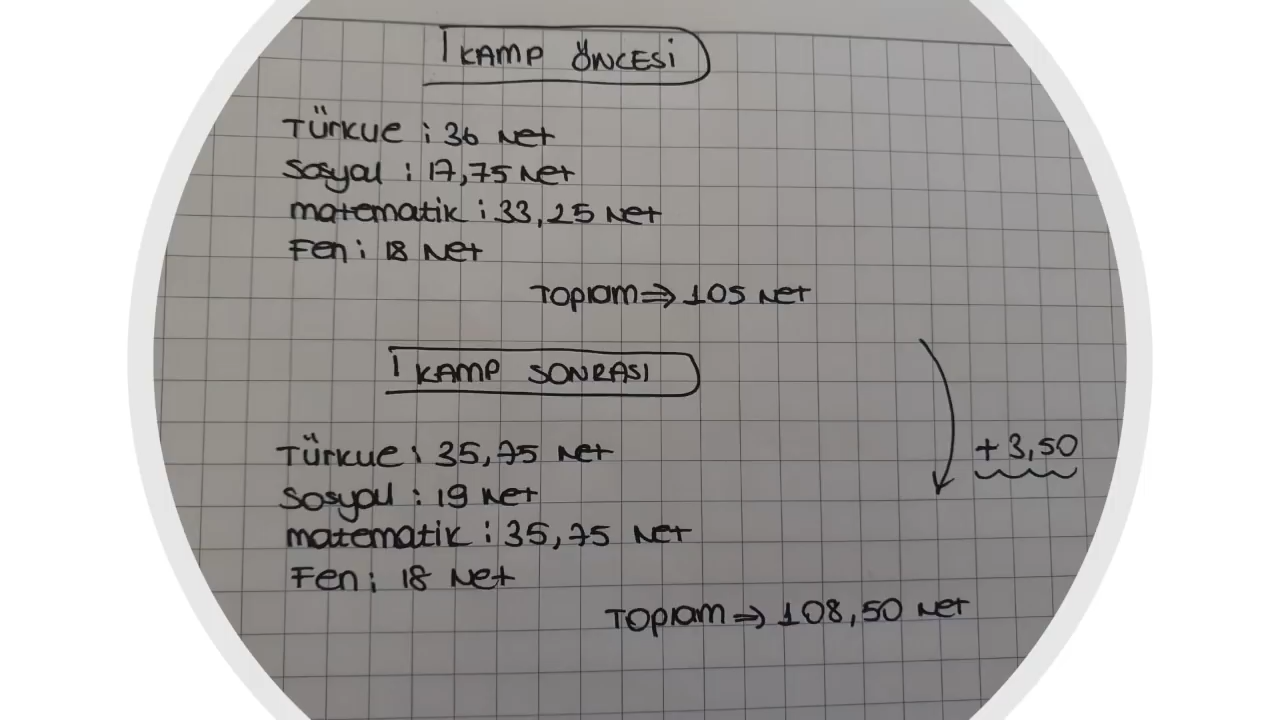 KAMP ÖNCESİ
Türkçe : 36 Net
Sosyal : 17,75 Net
matematik : 33,25 Net
Fen : 18 Net
Toplam ⇒ 105 Net
KAMP SONRASI
+ 3,50
Türkçe : 35,75 Net
Sosyal : 19 Net
matematik : 35,75 Net
Fen : 18 Net
Toplam ⇒ 108,50 Net